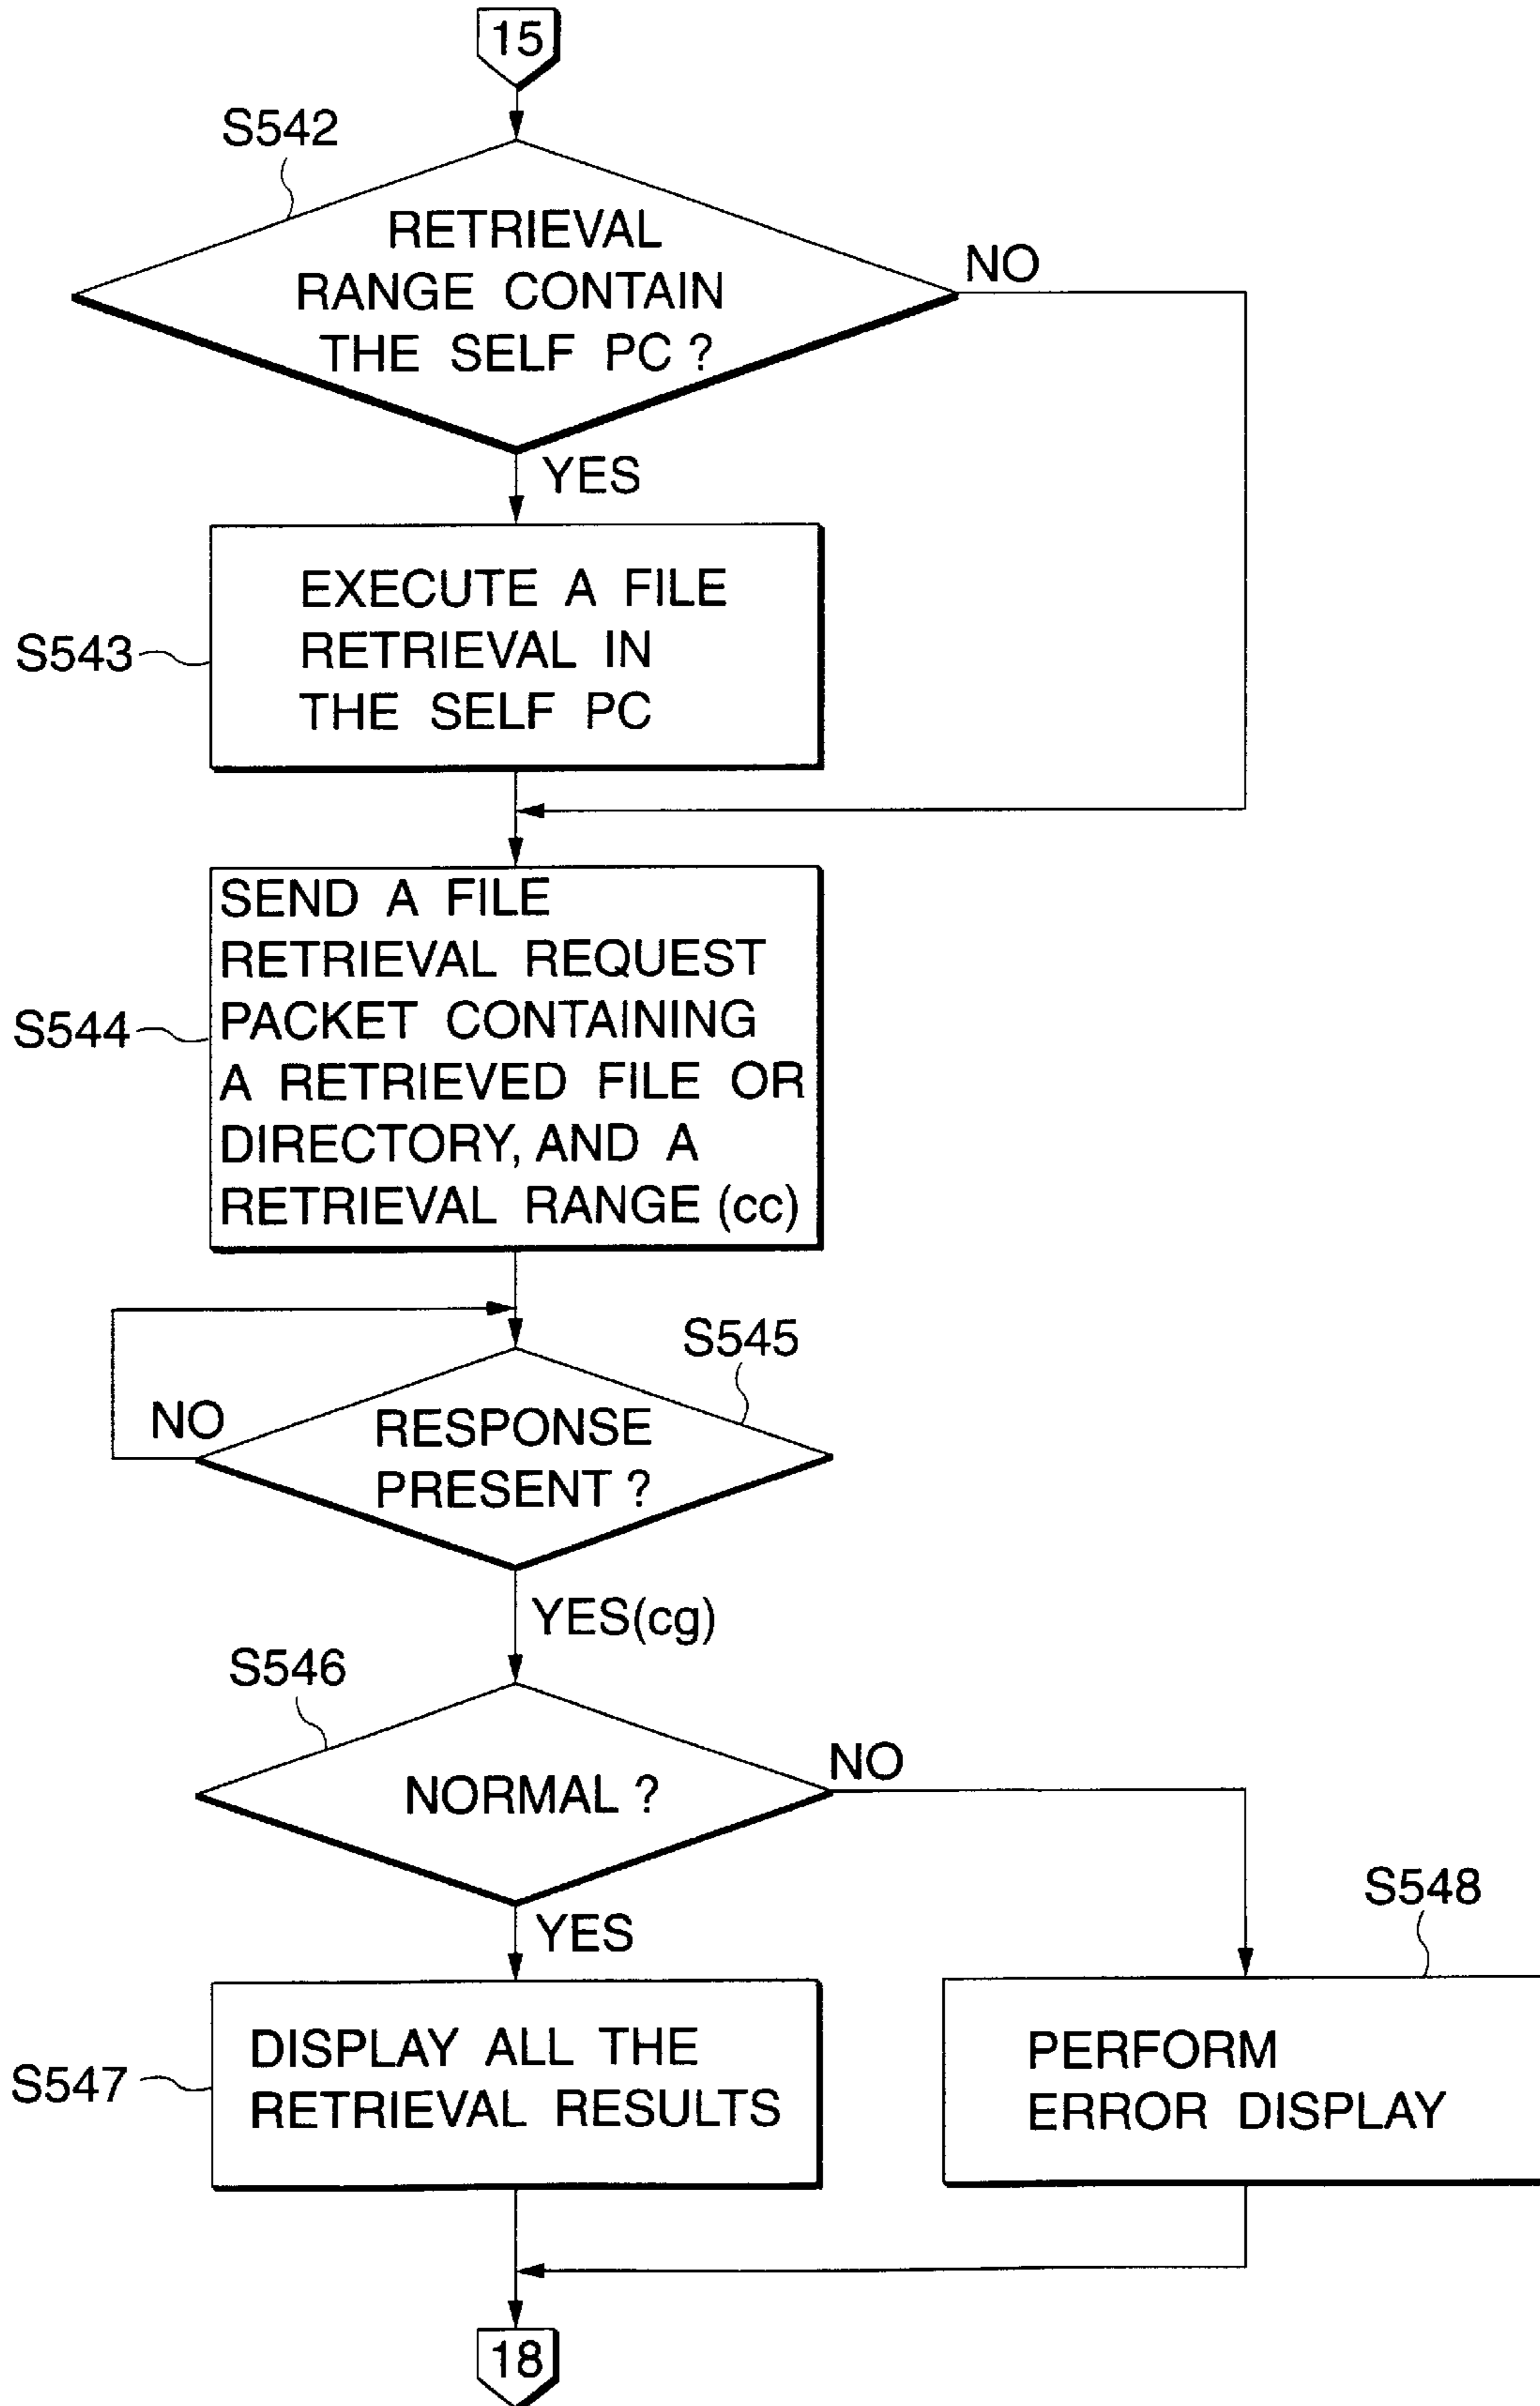 15
S542
RETRIEVAL
RANGE CONTAIN
THE SELF PC ?
NO
YES
S543
EXECUTE A FILE
RETRIEVAL IN
THE SELF PC
S544
SEND A FILE
RETRIEVAL REQUEST
PACKET CONTAINING
A RETRIEVED FILE OR
DIRECTORY, AND A
RETRIEVAL RANGE (cc)
S545
NO
RESPONSE
PRESENT ?
YES(cg)
S546
NORMAL ?
NO
YES
S548
S547
DISPLAY ALL THE
RETRIEVAL RESULTS
PERFORM
ERROR DISPLAY
18